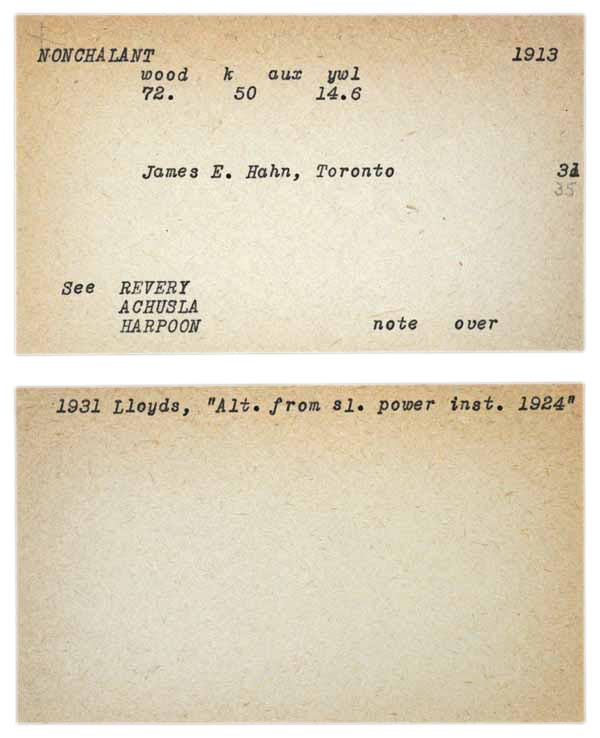 NONCHALANT 1913
wood k aux ywl
72. 50 14.6
James E. Hahn, Toronto 31
35
See REVERY
ACHUSLA
HARPOON note over
1931 Lloyds, "Alt. from sl. power inst. 1924"